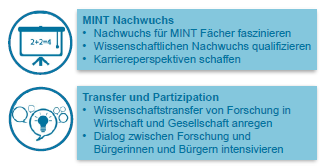 2+2=4
MINT Nachwuchs
• Nachwuchs für MINT Fächer faszinieren
• Wissenschaftlichen Nachwuchs qualifizieren
• Karriereperspektiven schaffen
Transfer und Partizipation
• Wissenschaftstransfer von Forschung in
Wirtschaft und Gesellschaft anregen
• Dialog zwischen Forschung und
Bürgerinnen und Bürgern intensivieren